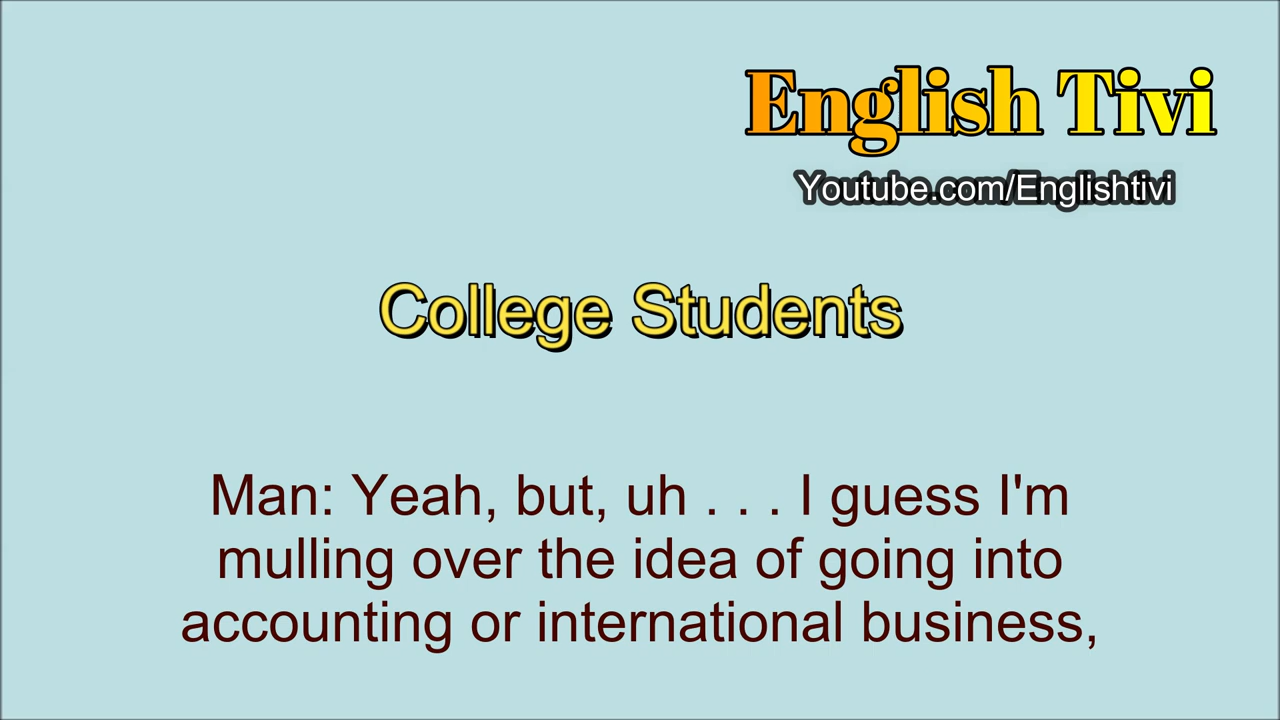 English Tivi
Youtube.com/Englishtivi
College Students
Man: Yeah, but, uh . . . I guess I'm
mulling over the idea of going into
accounting or international business,